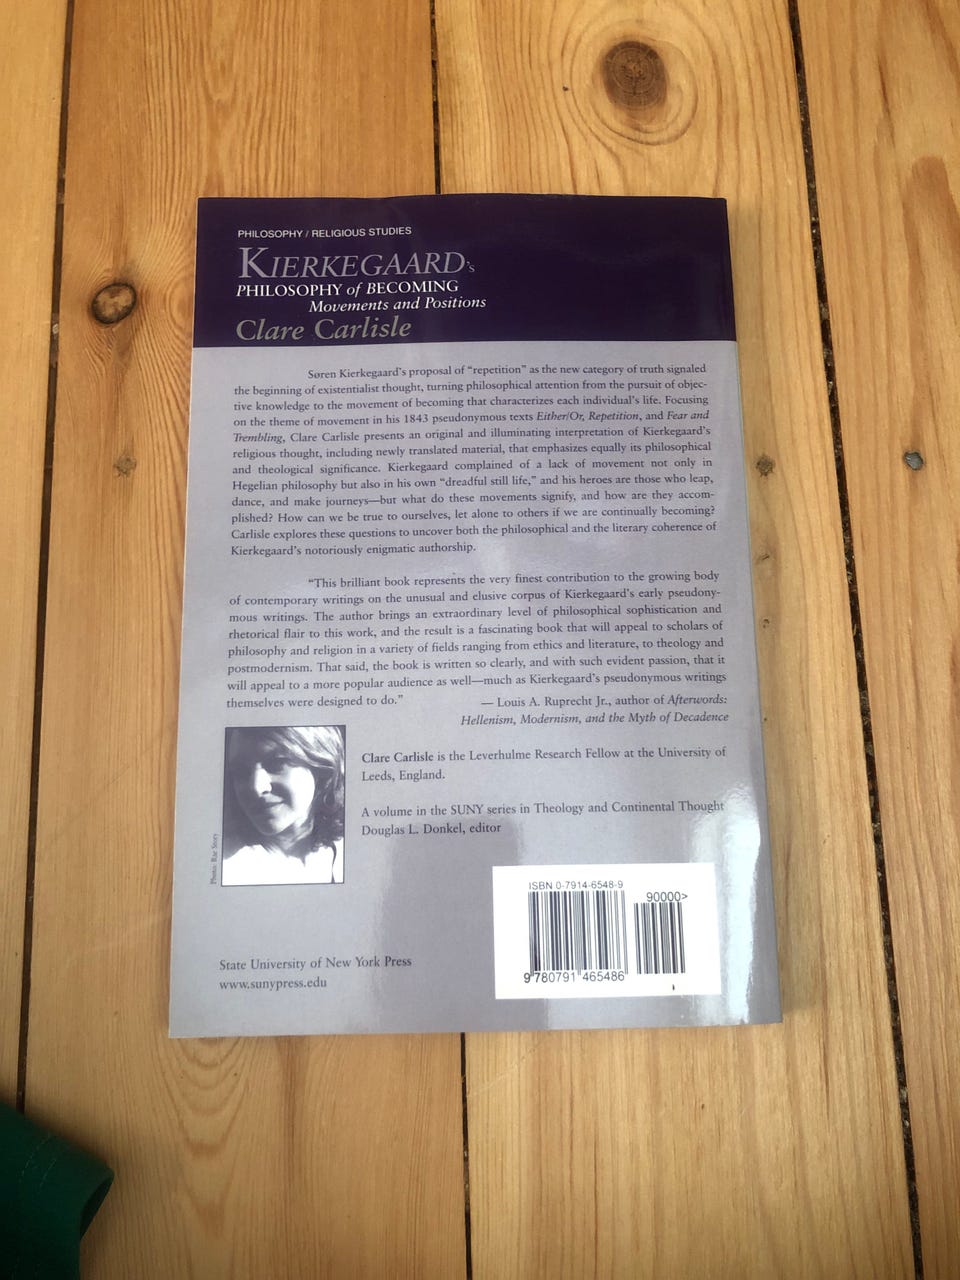 PHILOSOPHY / RELIGIOUS STUDIES
KIERKEGAARD's
PHILOSOPHY of BECOMING
Movements and Positions
Clare Carlisle
Søren Kierkegaard's proposal of "repetition" as the new category of truth signaled
the beginning of existentialist thought, turning philosophical attention from the pursuit of objec-
tive knowledge to the movement of becoming that characterizes each individual's life. Focusing
on the theme of movement in his 1843 pseudonymous texts Either/Or, Repetition, and Fear and
Trembling, Clare Carlisle presents an original and illuminating interpretation of Kierkegaard's
religious thought, including newly translated material, that emphasizes equally its philosophical
and theological significance. Kierkegaard complained of a lack of movement not only in
Hegelian philosophy but also in his own "dreadful still life," and his heroes are those who leap,
dance, and make journeys—but what do these movements signify, and how are they accom-
plished? How can we be true to ourselves, let alone to others if we are continually becoming?
Carlisle explores these questions to uncover both the philosophical and the literary coherence of
Kierkegaard's notoriously enigmatic authorship.
"This brilliant book represents the very finest contribution to the growing body
of contemporary writings on the unusual and elusive corpus of Kierkegaard's early pseudony-
mous writings. The author brings an extraordinary level of philosophical sophistication and
rhetorical flair to this work, and the result is a fascinating book that will appeal to scholars of
philosophy and religion in a variety of fields ranging from ethics and literature, to theology and
postmodernism. That said, the book is written so clearly, and with such evident passion, that it
will appeal to a more popular audience as well—much as Kierkegaard's pseudonymous writings
themselves were designed to do."
— Louis A. Ruprecht Jr., author of Afterwords:
Hellenism, Modernism, and the Myth of Decadence
Clare Carlisle is the Leverhulme Research Fellow at the University of
Leeds, England.
A volume in the SUNY series in Theology and Continental Thought
Douglas L. Donkel, editor
Photo: Rae Story
State University of New York Press
www.sunypress.edu
ISBN 0-7914-6548-9
90000>
9 780791 465486